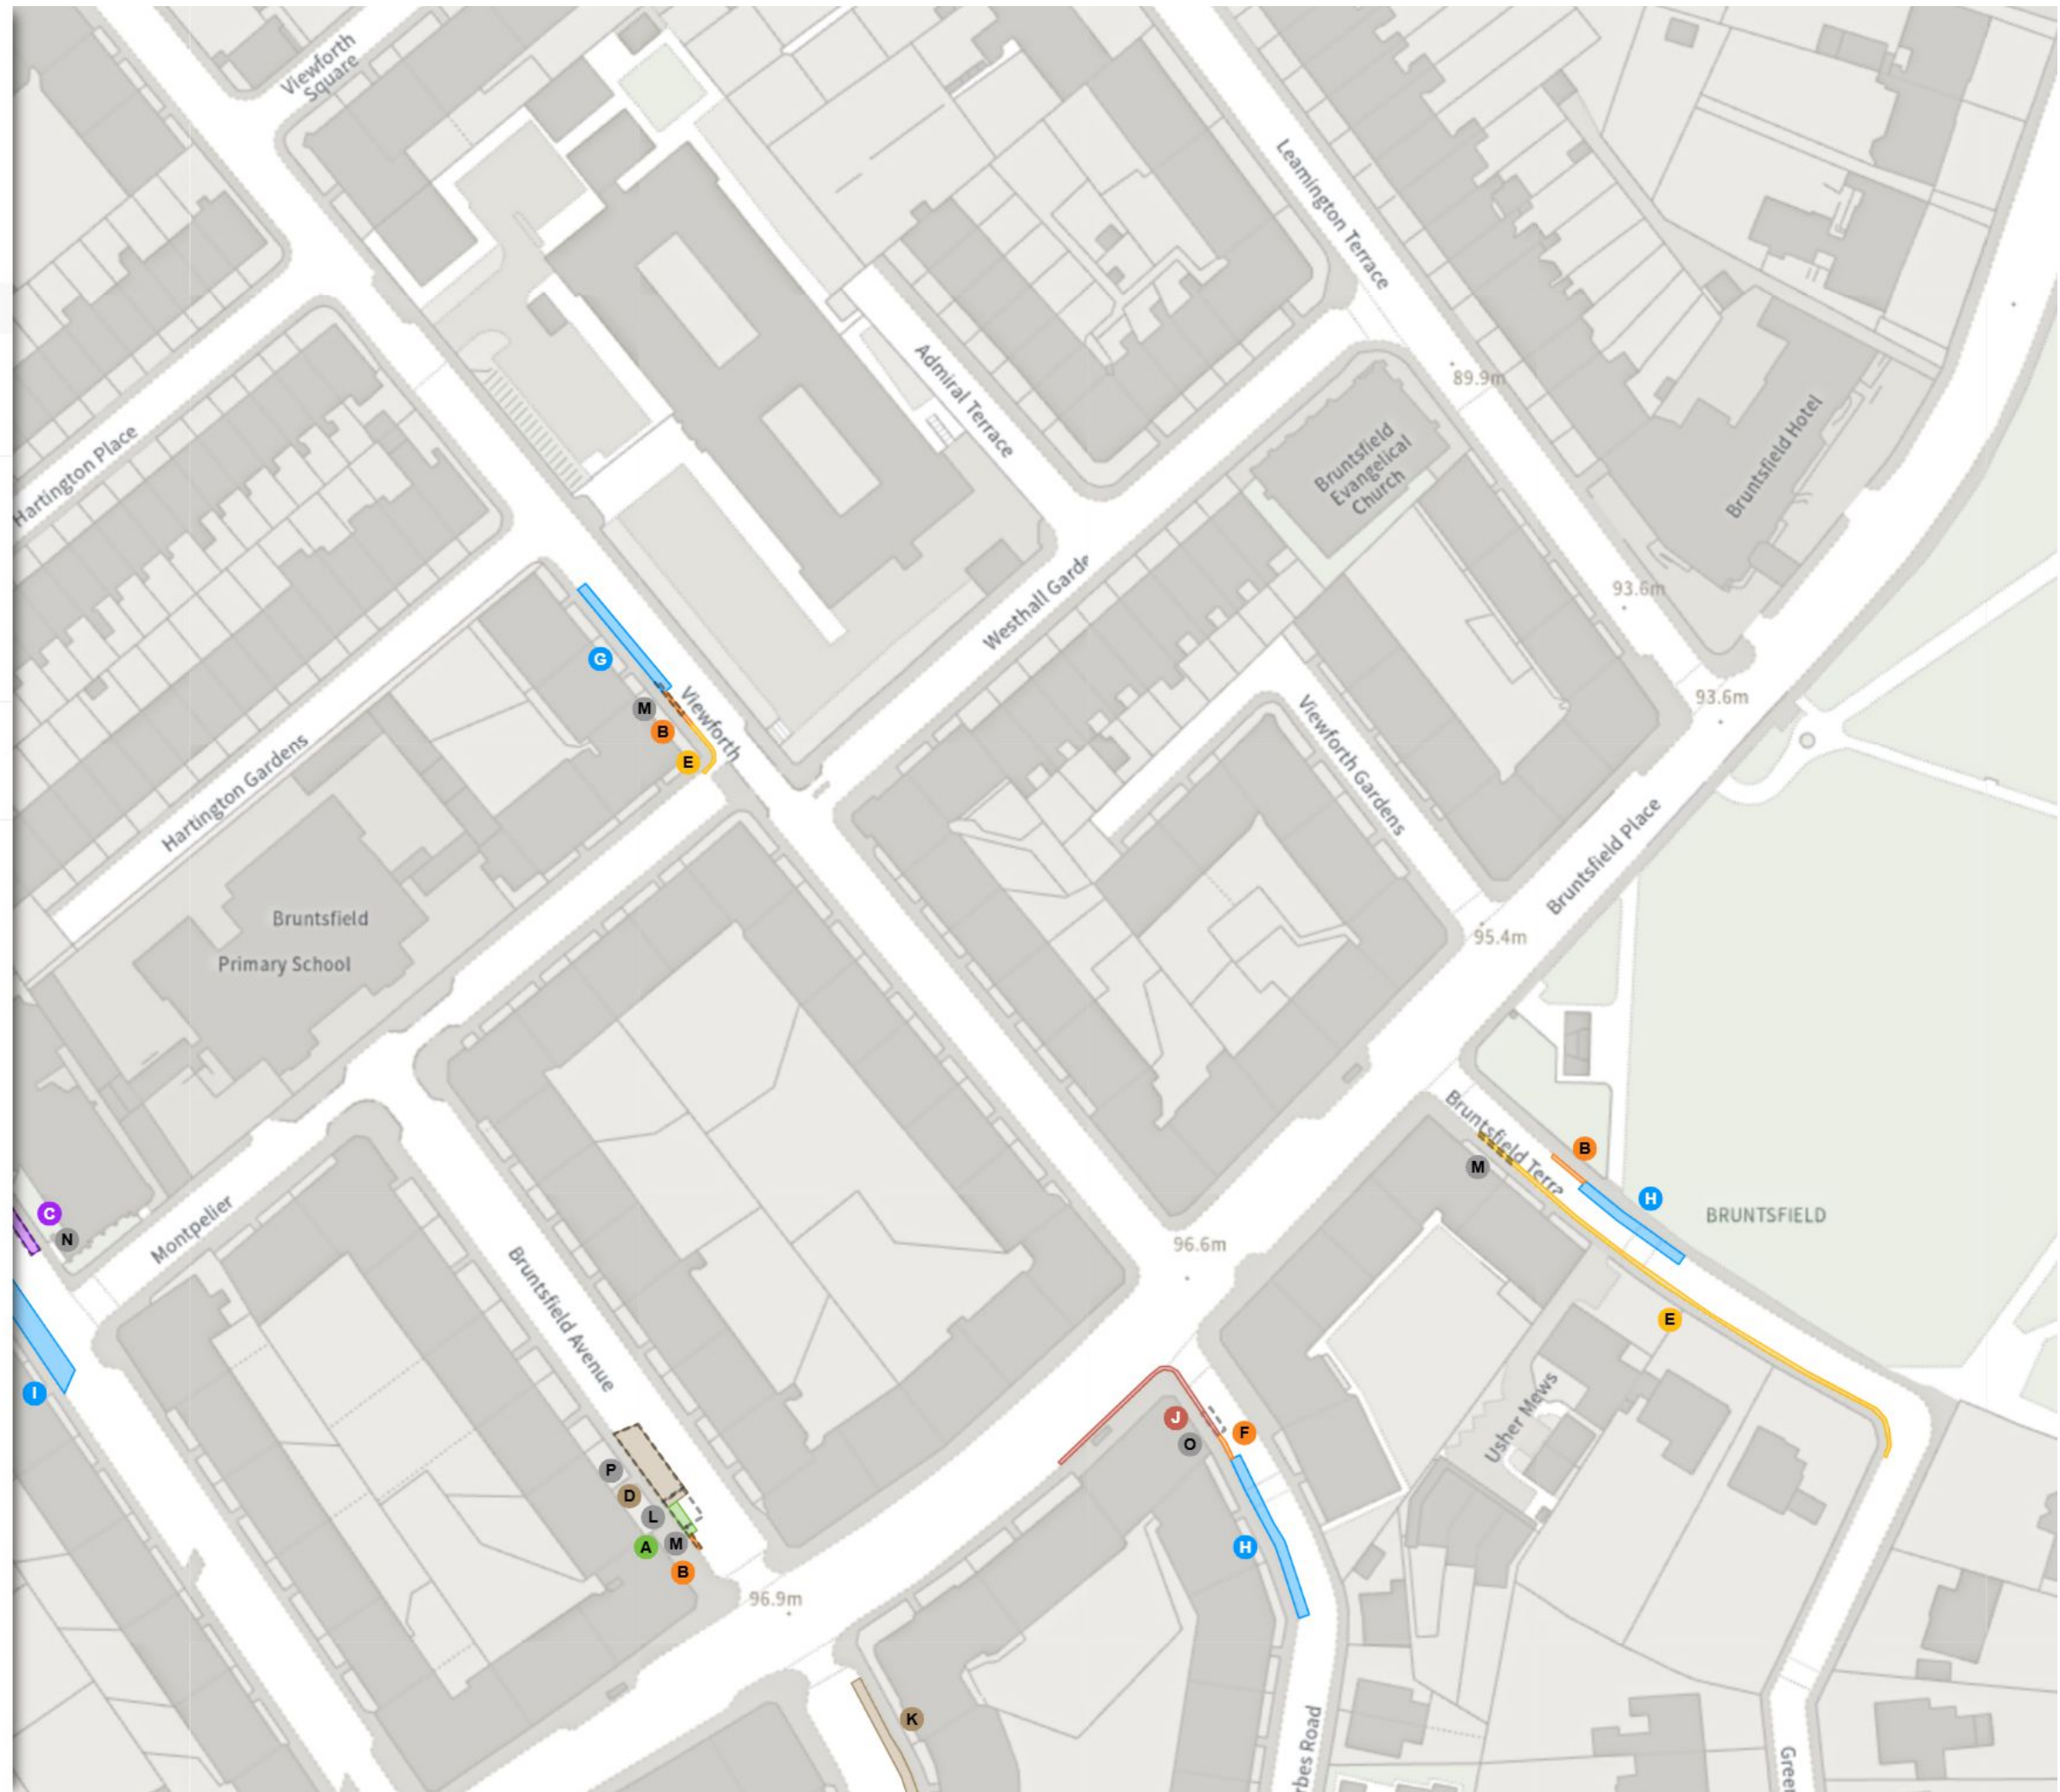 Viewforth
Square
Leamington Terrace
Admiral Terrace
89.9m
Bruntsfield Hotel
Bruntsfield
Evangelical
Church
Hartington Place
Westhall Garde
93.6m
G
Viewforth
93.6m
M
B
E
Viewforth Gardens
Hartington Gardens
Bruntsfield Place
Bruntsfield
Primary School
95.4m
Bruntsfield Terra
B
M
H
C
N
BRUNTSFIELD
Montpelier
96.6m
Bruntsfield Avenue
E
I
J
O
F
Usher Mews
P
D
L
A
M
B
H
96.9m
K
rbes Road
Gree